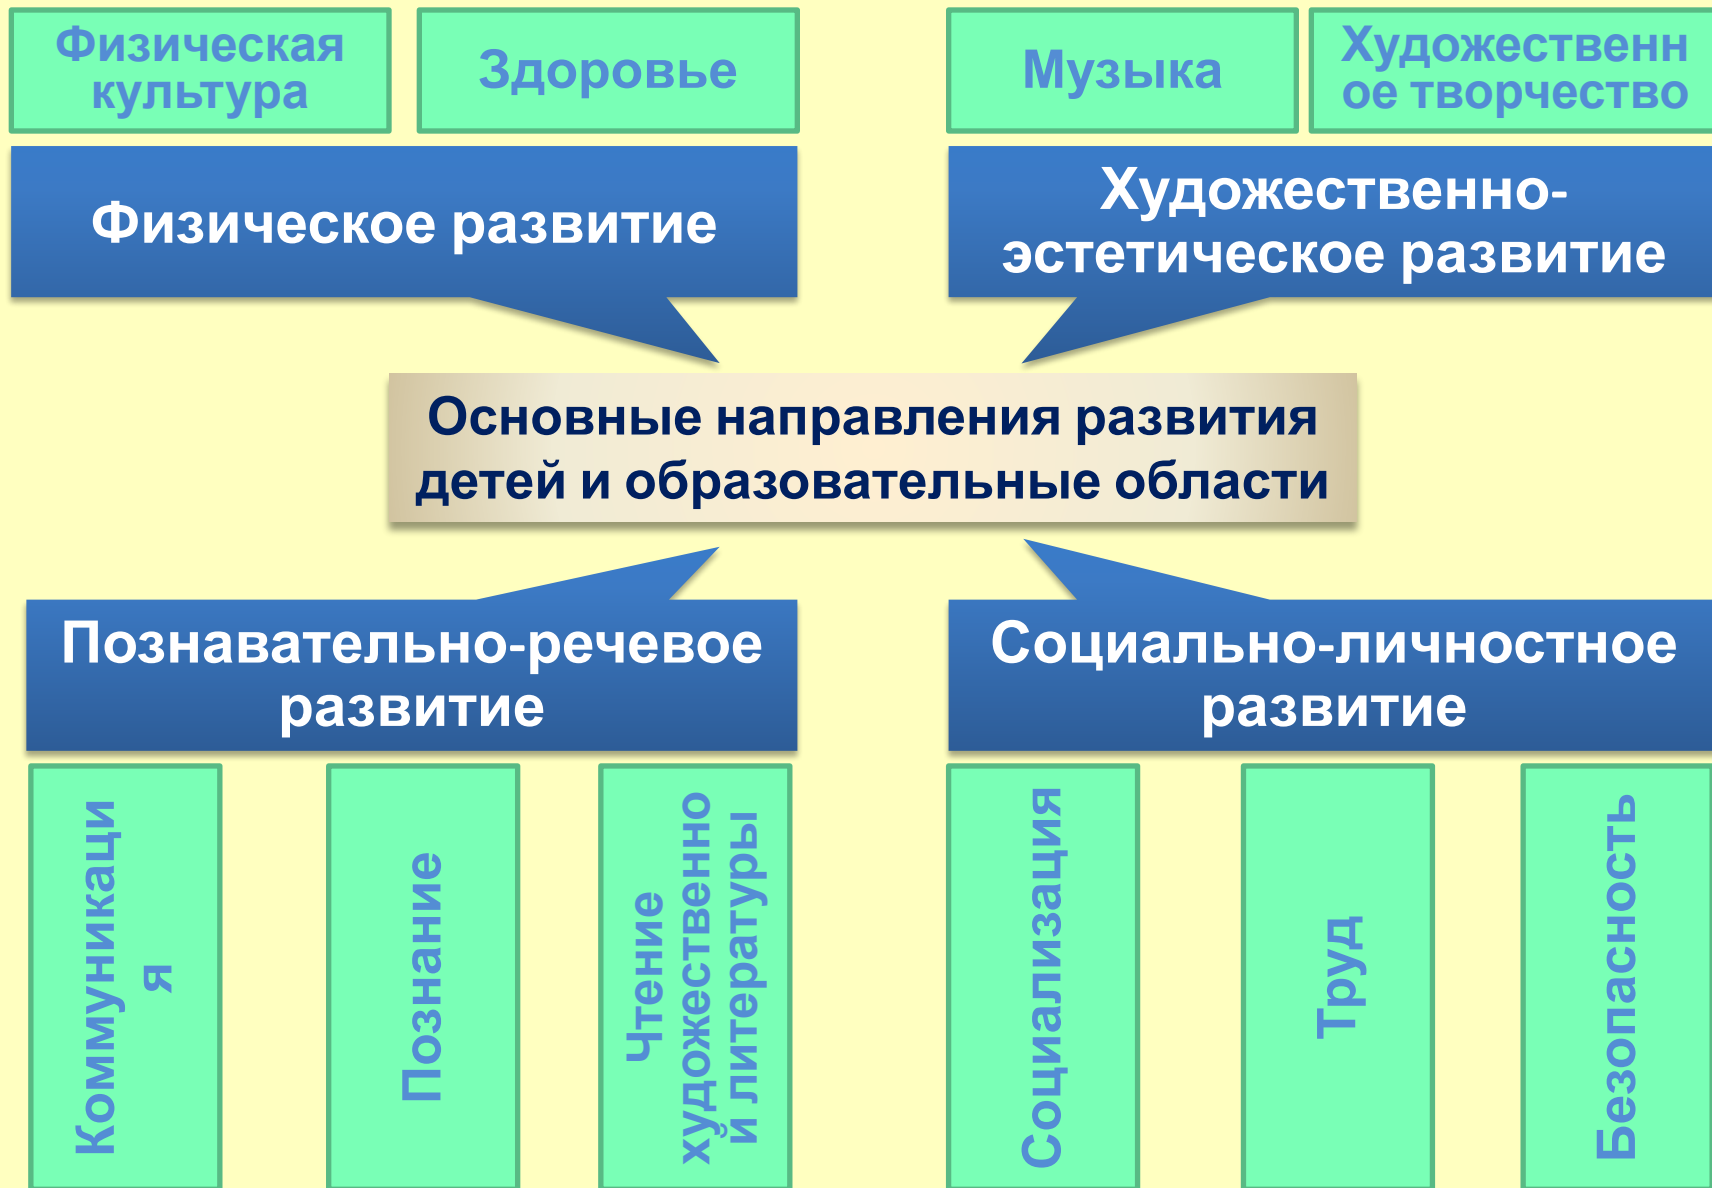 Физическая
культура
Здоровье
Музыка
Художественн
ое творчество
Физическое развитие
Художественно-
эстетическое развитие
Основные направления развития
детей и образовательные области
Познавательно-речевое
развитие
Социально-личностное
развитие
Коммуникаци
я
Познание
Чтение
художественно
й литературы
Социализация
Труд
Безопасность